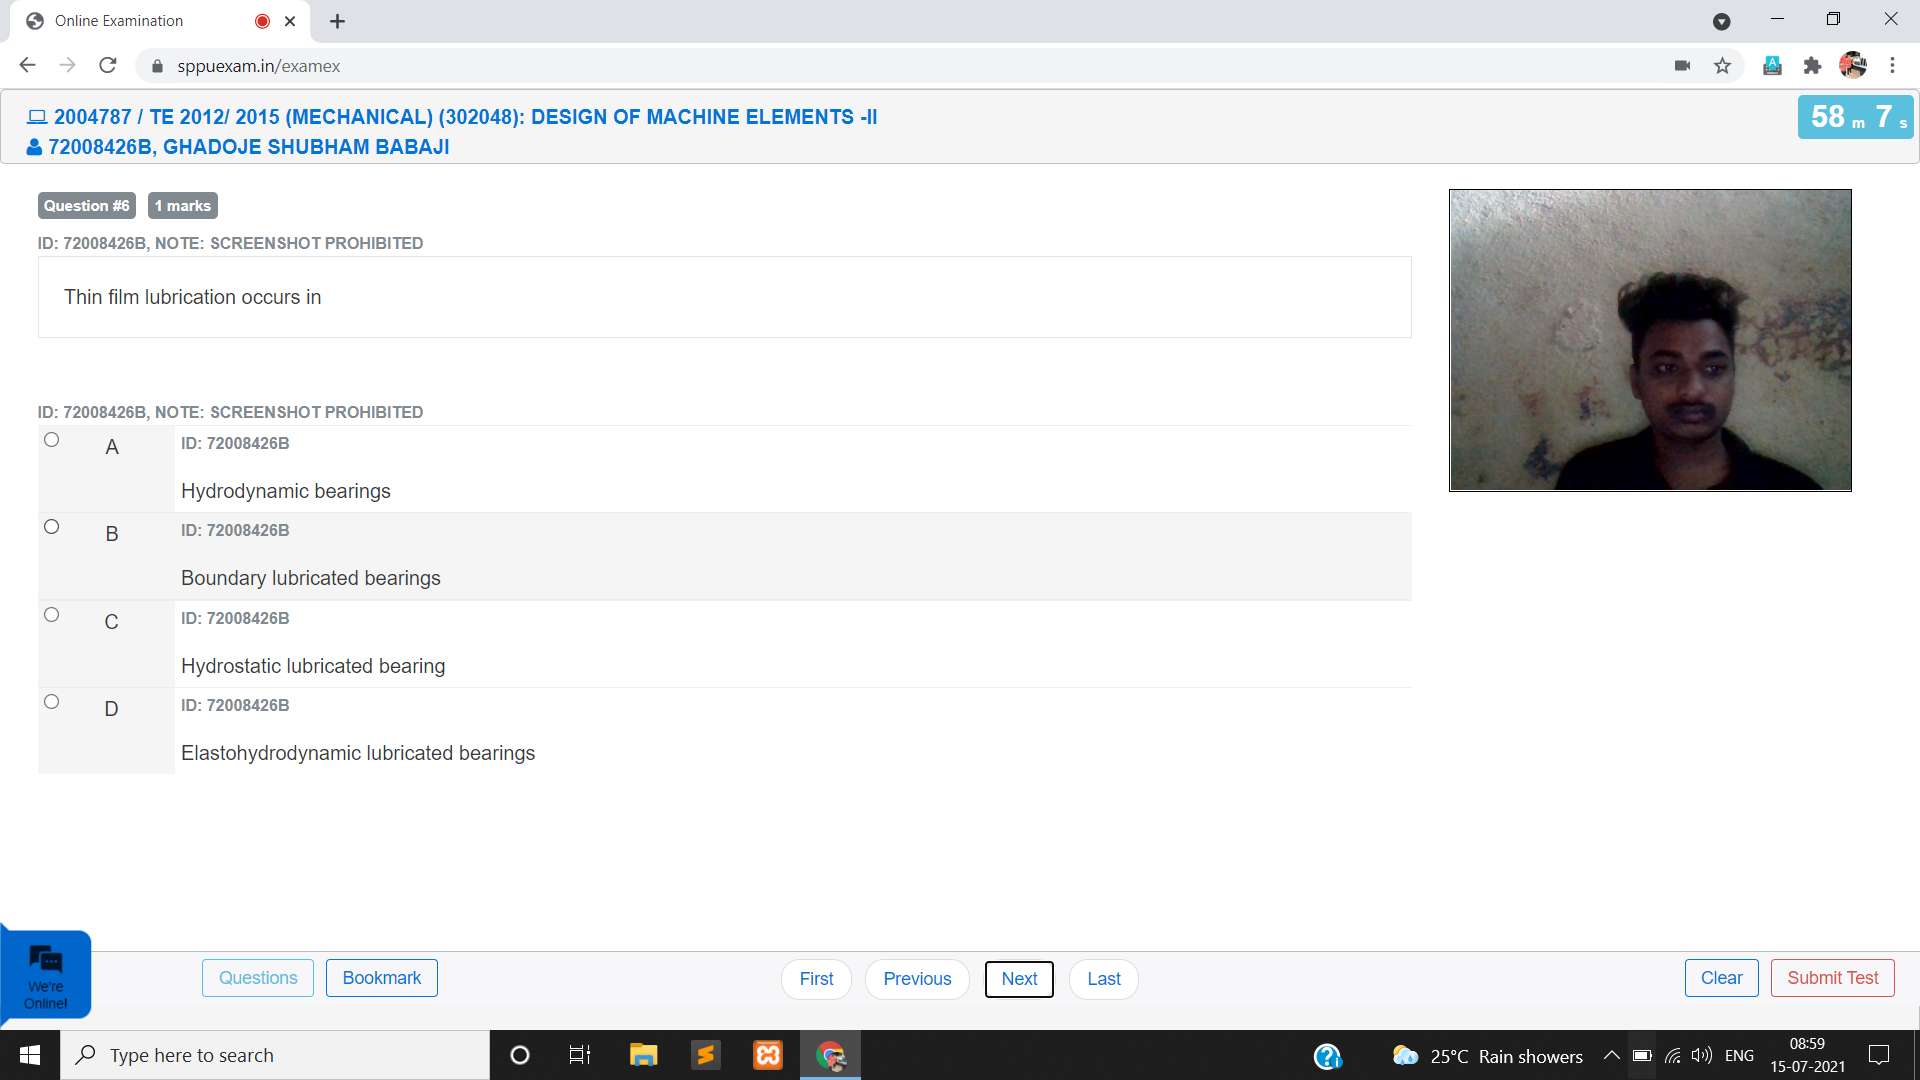 Online Examination
sppuexam.in/examex
2004787 / TE 2012/ 2015 (MECHANICAL) (302048): DESIGN OF MACHINE ELEMENTS -II
58 m 7 s
72008426B, GHADOJE SHUBHAM BABAJI
Question #6 1 marks
ID: 72008426B, NOTE: SCREENSHOT PROHIBITED
Thin film lubrication occurs in
ID: 72008426B, NOTE: SCREENSHOT PROHIBITED
A ID: 72008426B
Hydrodynamic bearings
B ID: 72008426B
Boundary lubricated bearings
C ID: 72008426B
Hydrostatic lubricated bearing
D ID: 72008426B
Elastohydrodynamic lubricated bearings
We're
Online!
Questions Bookmark First Previous Next Last Clear Submit Test
Type here to search
25°C Rain showers
ENG
08:59
15-07-2021